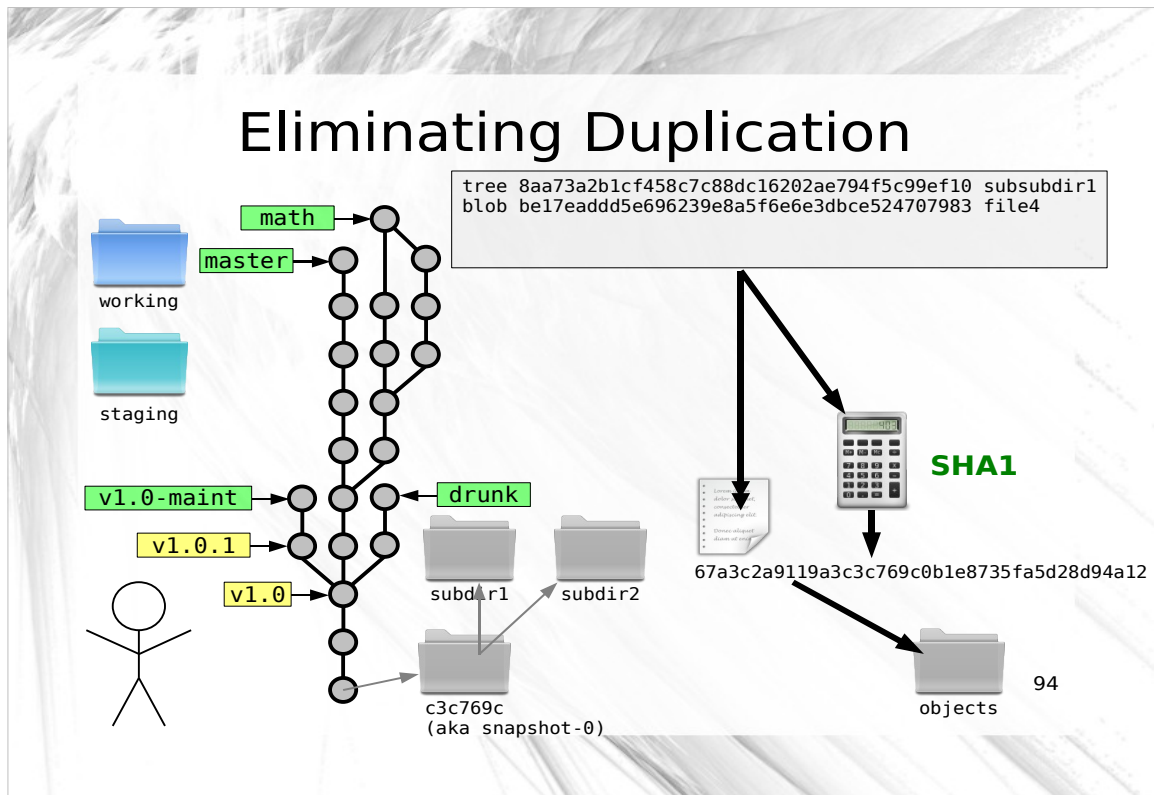 Eliminating Duplication
tree 8aa73a2b1cf458c7c88dc16202ae794f5c99ef10 subsubdir1
blob be17eaddd5e696239e8a5f6e6e3dbce524707983 file4
math
master
working
staging
403
SHA1
v1.0-maint
drunk
v1.0.1
67a3c2a9119a3c3c769c0b1e8735fa5d28d94a12
v1.0
subdir1
subdir2
94
c3c769c
(aka snapshot-0)
objects